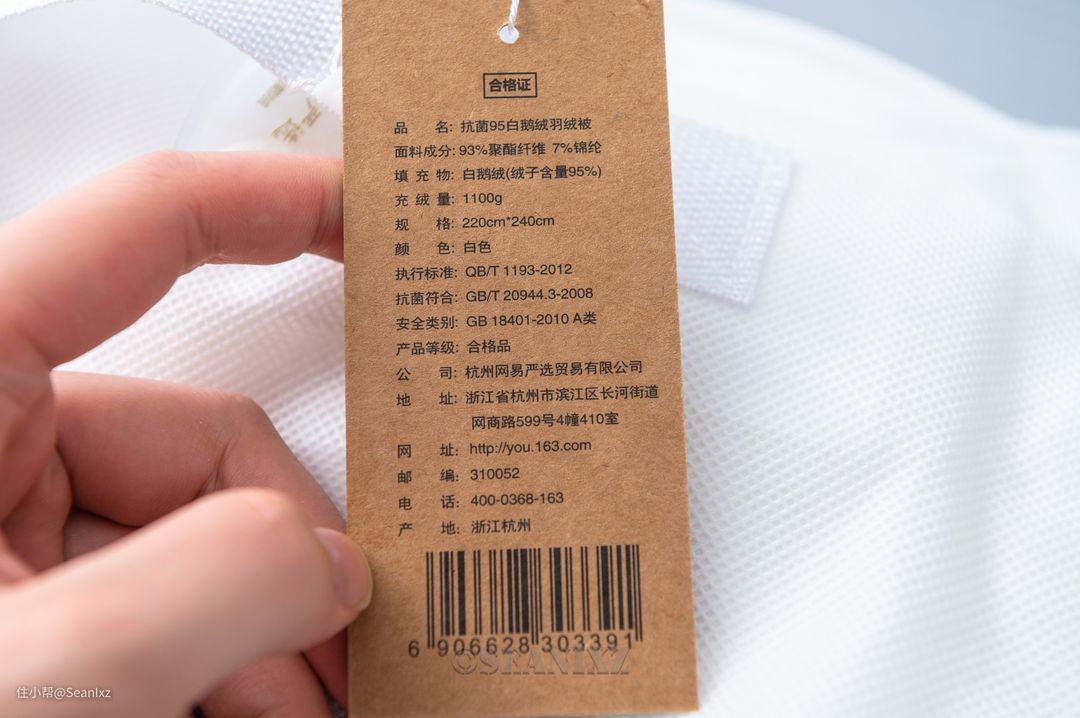 合格证
品 名: 抗菌95白鹅绒羽绒被
面料成分: 93%聚酯纤维 7%锦纶
填 充 物: 白鹅绒(绒子含量95%)
充 绒 量: 1100g
规 格: 220cm*240cm
颜 色: 白色
执行标准: QB/T 1193-2012
抗菌符合: GB/T 20944.3-2008
安全类别: GB 18401-2010 A类
产品等级: 合格品
公 司: 杭州网易严选贸易有限公司
地 址: 浙江省杭州市滨江区长河街道
网商路599号4幢410室
网 址: http://you.163.com
邮 编: 310052
电 话: 400-0368-163
产 地: 浙江杭州
6 906628 303391
©SEANIXZ
住小帮@SeanIxz